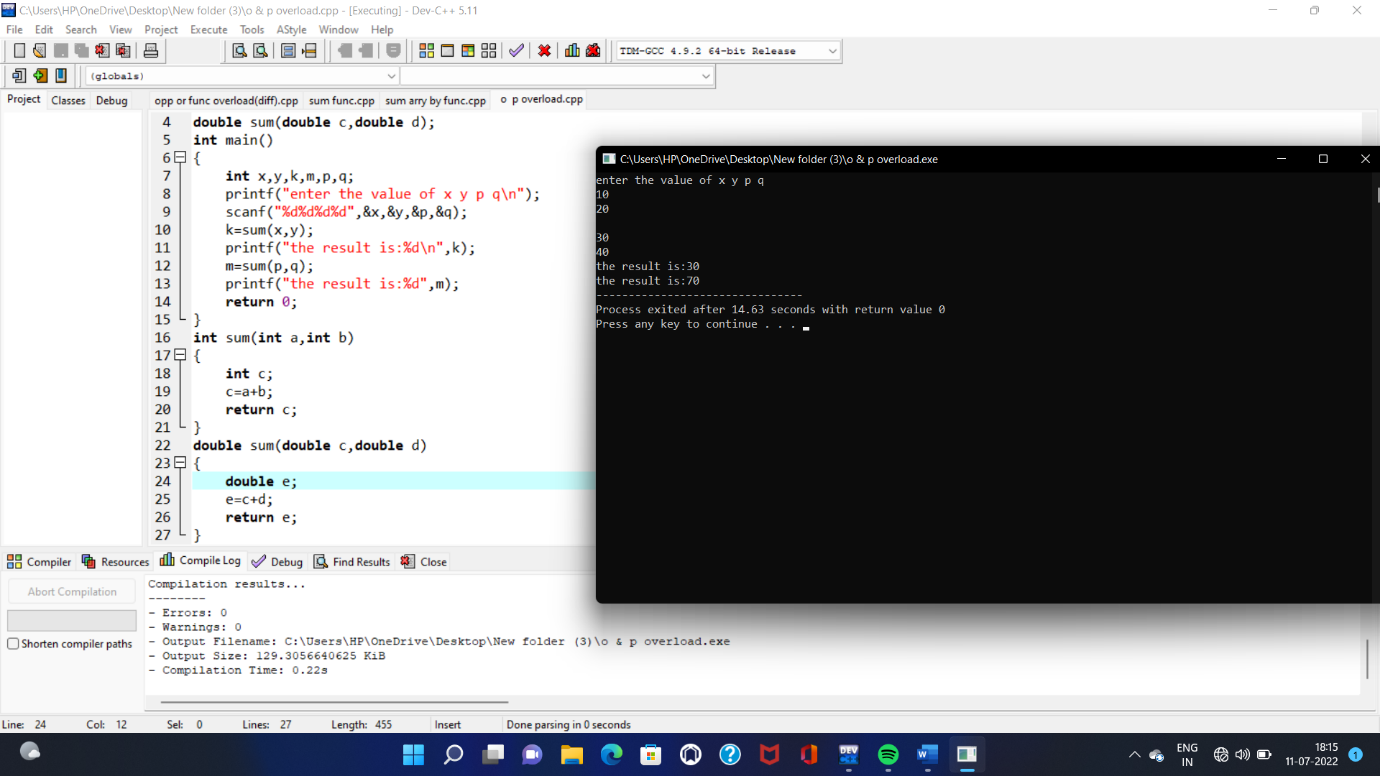 C:\Users\HP\OneDrive\Desktop\New folder (3)\o p overload.cpp - [Executing] - Dev-C++ 5.11
File Edit Search View Project Execute Tools AStyle Window Help
TDM-GCC 4.9.2 64-bit Release
(globals)
Project Classes Debug
opp or func overload(diff).cpp sum func.cpp sum arry by func.cpp o p overload.cpp
4 double sum(double c,double d);
5 int main()
6 {
7 int x,y,k,m,p,q;
8 printf("enter the value of x y p q\n");
9 scanf("%d%d%d%d",&x,&y,&p,&q);
10 k=sum(x,y);
11 printf("the result is:%d\n",k);
12 m=sum(p,q);
13 printf("the result is:%d",m);
14 return 0;
15 }
16 int sum(int a,int b)
17 {
18 int c;
19 c=a+b;
20 return c;
21 }
22 double sum(double c,double d)
23 {
24 double e;
25 e=c+d;
26 return e;
27 }
C:\Users\HP\OneDrive\Desktop\New folder (3)\o & p overload.exe
enter the value of x y p q
10
20
30
40
the result is:30
the result is:70
--------------------------------
Process exited after 14.63 seconds with return value 0
Press any key to continue . . .
Compiler Resources Compile Log Debug Find Results Close
Abort Compilation
Shorten compiler paths
Compilation results...
--------
- Errors: 0
- Warnings: 0
- Output Filename: C:\Users\HP\OneDrive\Desktop\New folder (3)\o & p overload.exe
- Output Size: 129.3056640625 KiB
- Compilation Time: 0.22s
Line: 24 Col: 12 Sel: 0 Lines: 27 Length: 455 Insert Done parsing in 0 seconds
DEV
C++
W
ENG
IN
18:15
11-07-2022
1